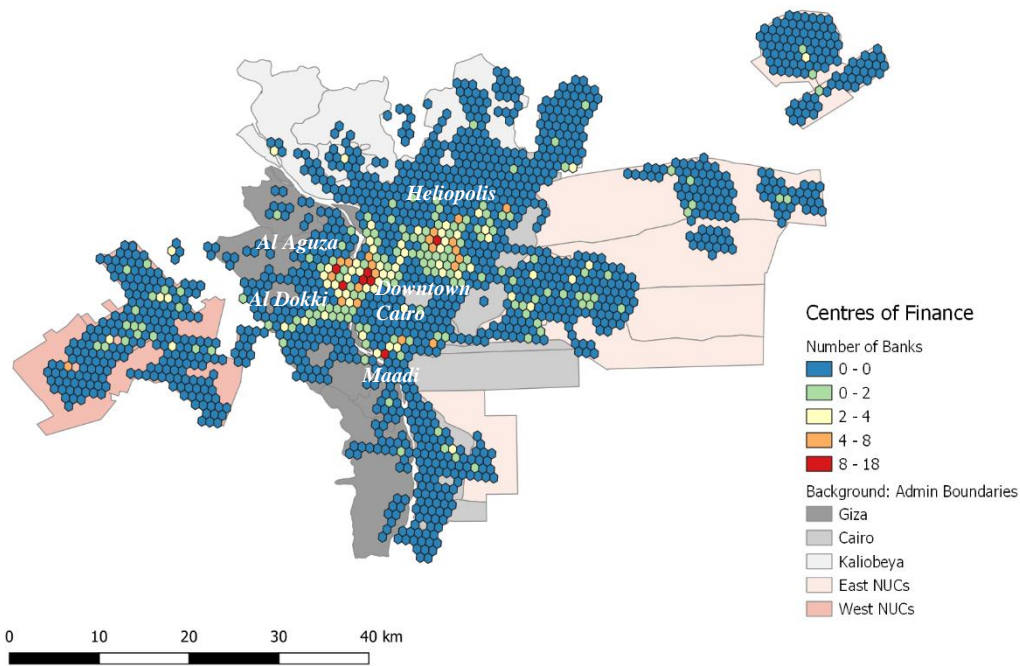 Heliopolis
Al Aguza
Al Dokki
Downtown
Cairo
Maadi
Centres of Finance
Number of Banks
0 - 0
0 - 2
2 - 4
4 - 8
8 - 18
Background: Admin Boundaries
Giza
Cairo
Kaliobeya
East NUCs
West NUCs
0 10 20 30 40 km